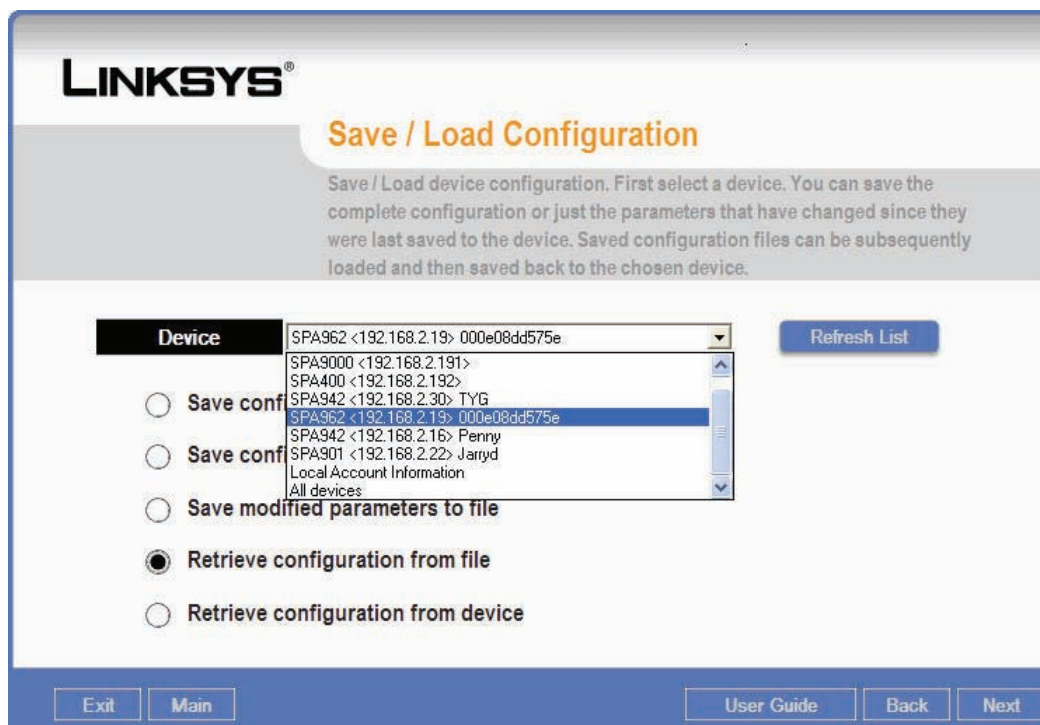 LINKSYS®
Save / Load Configuration
Save / Load device configuration. First select a device. You can save the
complete configuration or just the parameters that have changed since they
were last saved to the device. Saved configuration files can be subsequently
loaded and then saved back to the chosen device.
Device
SPA962 <192.168.2.19> 000e08dd575e
Refresh List
SPA9000 <192.168.2.191>
SPA400 <192.168.2.192>
SPA942 <192.168.2.30> TYG
SPA962 <192.168.2.19> 000e08dd575e
SPA942 <192.168.2.16> Penny
SPA901 <192.168.2.22> Jarryd
Local Account Information
All devices
Save
Save
Save modified parameters to file
Retrieve configuration from file
Retrieve configuration from device
Exit
Main
User Guide
Back
Next